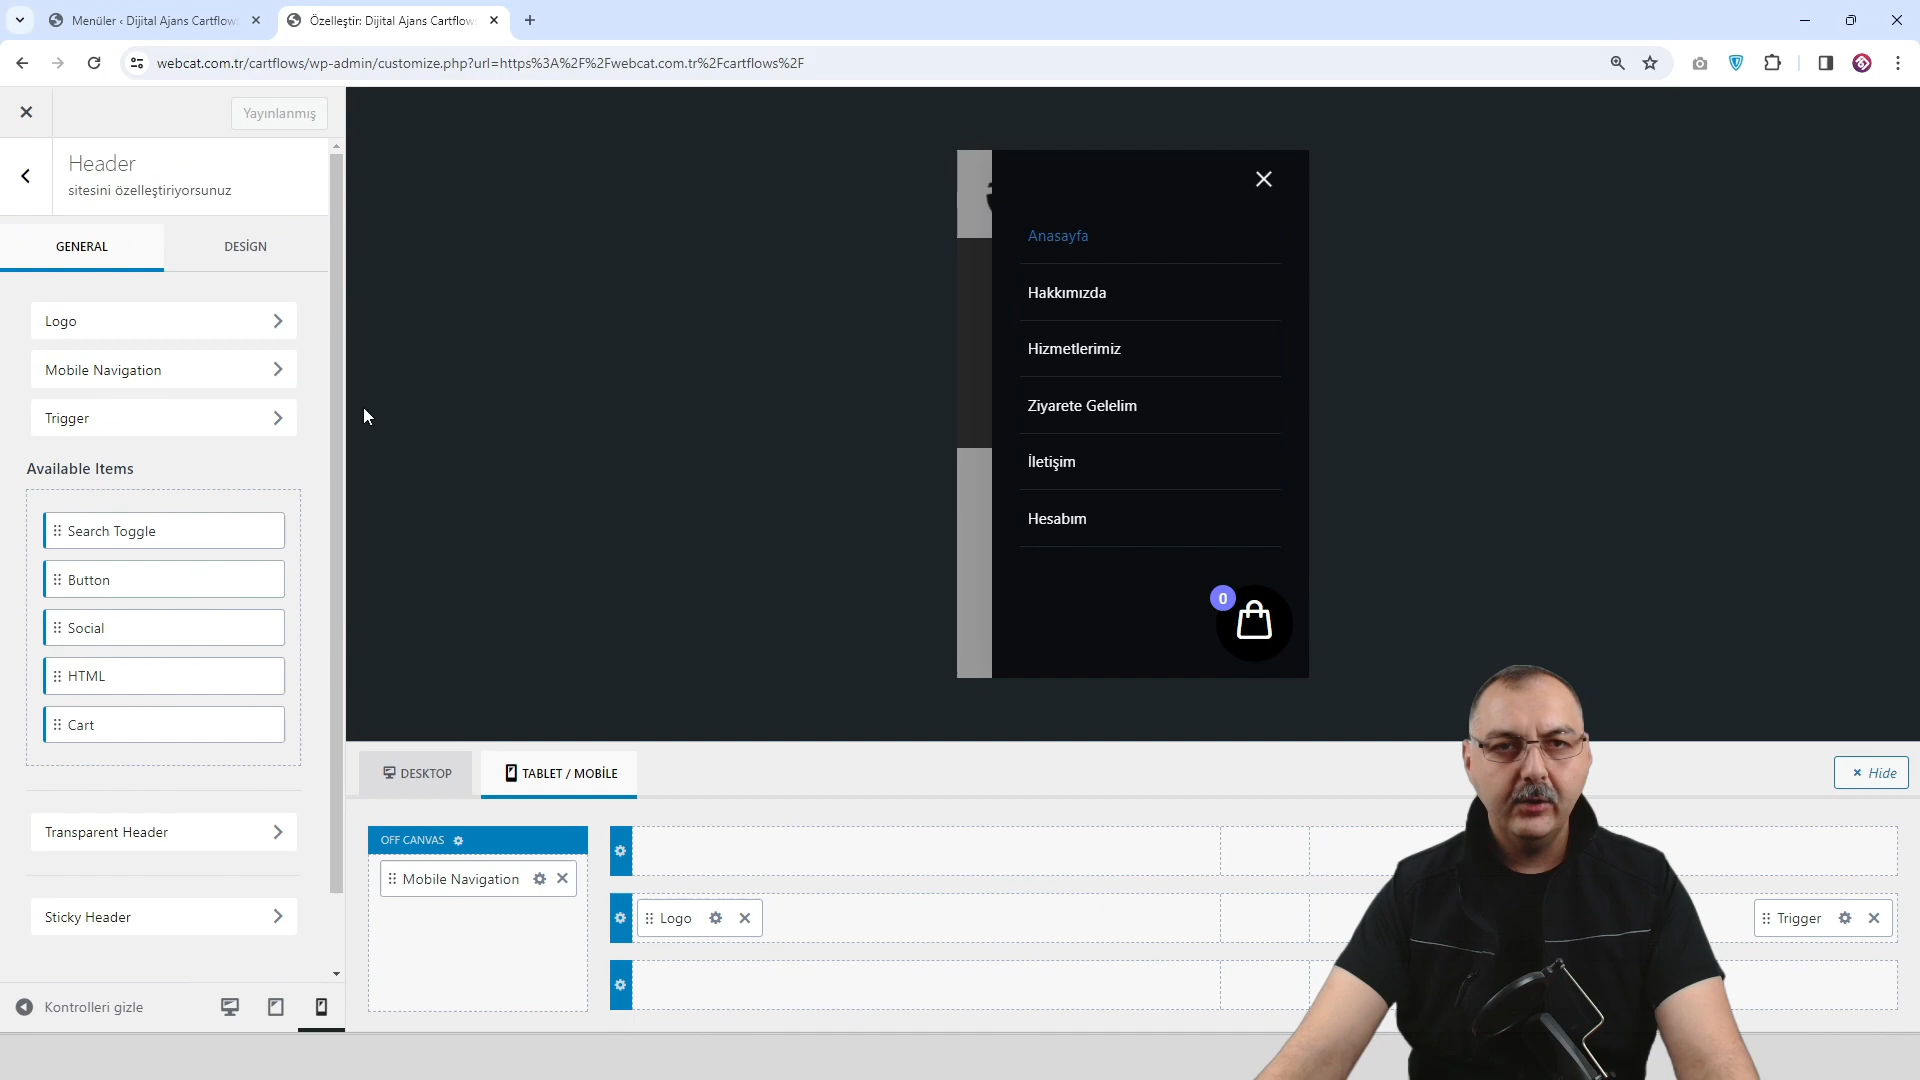 Menüler ‹ Dijital Ajans Cartflow
Özelleştir: Dijital Ajans Cartflow
webcat.com.tr/cartflows/wp-admin/customize.php?url=https%3A%2F%2Fwebcat.com.tr%2Fcartflows%2F
Yayınlanmış
Header
sitesini özelleştiriyorsunuz
GENERAL
DESİGN
Logo
Mobile Navigation
Trigger
Available Items
Search Toggle
Button
Social
HTML
Cart
Transparent Header
Sticky Header
Kontrolleri gizle
Anasayfa
Hakkımızda
Hizmetlerimiz
Ziyarete Gelelim
İletişim
Hesabım
0
DESKTOP
TABLET / MOBİLE
× Hide
OFF CANVAS
Mobile Navigation
Logo
Trigger